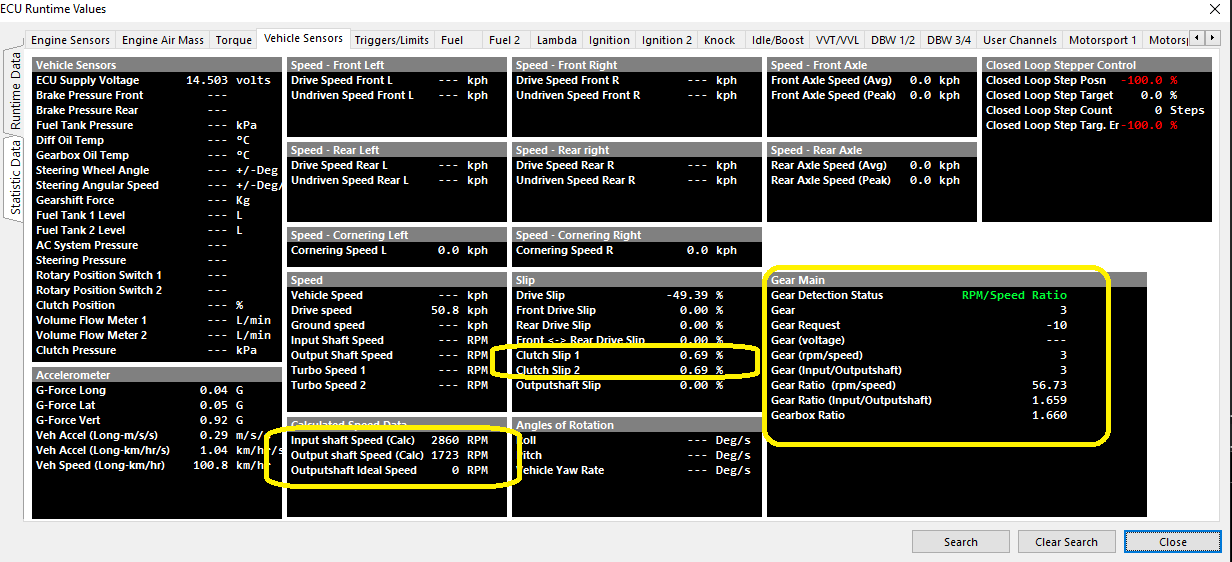 ECU Runtime Values
Engine Sensors Engine Air Mass Torque Vehicle Sensors Triggers/Limits Fuel Fuel 2 Lambda Ignition Ignition 2 Knock Idle/Boost VVT/VVL DBW 1/2 DBW 3/4 User Channels Motorsport 1
Runtime Data
Statistic Data
Vehicle Sensors
ECU Supply Voltage 14.503 volts
Brake Pressure Front ---
Brake Pressure Rear ---
Fuel Tank Pressure --- kPa
Diff Oil Temp --- °C
Gearbox Oil Temp --- °C
Steering Wheel Angle --- +/-Deg
Steering Angular Speed --- +/-Deg/
Gearshift Force --- Kg
Fuel Tank 1 Level --- L
Fuel Tank 2 Level --- L
AC System Pressure ---
Steering Pressure ---
Rotary Position Switch 1 ---
Rotary Position Switch 2 ---
Clutch Position --- %
Volume Flow Meter 1 --- L/min
Volume Flow Meter 2 --- L/min
Clutch Pressure --- kPa
Accelerometer
G-Force Long 0.04 G
G-Force Lat 0.05 G
G-Force Vert 0.92 G
Veh Accel (Long-m/s/s) 0.29 m/s/
Veh Accel (Long-km/hr/s) 1.04 km/hr/s
Veh Speed (Long-km/hr) 100.8 km/hr
Speed - Front Left
Drive Speed Front L --- kph
Undriven Speed Front L --- kph
Speed - Front Right
Drive Speed Front R --- kph
Undriven Speed Front R --- kph
Speed - Front Axle
Front Axle Speed (Avg) 0.0 kph
Front Axle Speed (Peak) 0.0 kph
Closed Loop Stepper Control
Closed Loop Step Posn -100.0 %
Closed Loop Step Target 0.0 %
Closed Loop Step Count 0 Steps
Closed Loop Step Targ. Er -100.0 %
Speed - Rear Left
Drive Speed Rear L --- kph
Undriven Speed Rear L --- kph
Speed - Rear right
Drive Speed Rear R --- kph
Undriven Speed Rear R --- kph
Speed - Rear Axle
Rear Axle Speed (Avg) 0.0 kph
Rear Axle Speed (Peak) 0.0 kph
Speed - Cornering Left
Cornering Speed L 0.0 kph
Speed - Cornering Right
Cornering Speed R 0.0 kph
Speed
Vehicle Speed --- kph
Drive speed 50.8 kph
Ground speed --- kph
Input Shaft Speed --- RPM
Output Shaft Speed --- RPM
Turbo Speed 1 --- RPM
Turbo Speed 2 --- RPM
Slip
Drive Slip -49.39 %
Front Drive Slip 0.00 %
Rear Drive Slip 0.00 %
Front <-> Rear Drive Slip 0.00 %
Clutch Slip 1 0.69 %
Clutch Slip 2 0.69 %
Outputshaft Slip 0.00 %
Gear Main
Gear Detection Status RPM/Speed Ratio
Gear 3
Gear Request -10
Gear (voltage) ---
Gear (rpm/speed) 3
Gear (Input/Outputshaft) 3
Gear Ratio (rpm/speed) 56.73
Gear Ratio (Input/Outputshaft) 1.659
Gearbox Ratio 1.660
Calculated Speed Data
Input shaft Speed (Calc) 2860 RPM
Output shaft Speed (Calc) 1723 RPM
Outputshaft Ideal Speed 0 RPM
Angles of Rotation
Roll --- Deg/s
Pitch --- Deg/s
Vehicle Yaw Rate --- Deg/s
Search Clear Search Close